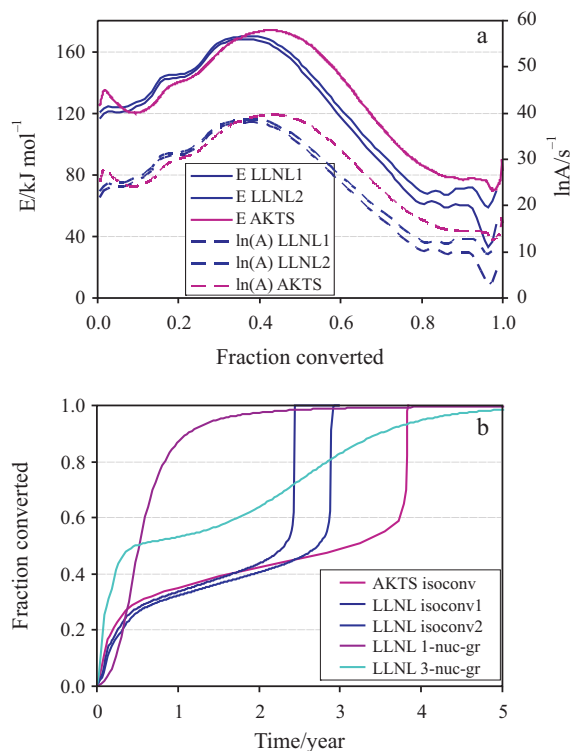 a
160
120
80
40
0
60
50
40
30
20
10
0
E/kJ mol⁻¹
lnA/s⁻¹
E LLNL1
E LLNL2
E AKTS
ln(A) LLNL1
ln(A) LLNL2
ln(A) AKTS
0.0 0.2 0.4 0.6 0.8 1.0
Fraction converted
b
1.0
0.8
0.6
0.4
0.2
0.0
Fraction converted
AKTS isoconv
LLNL isoconv1
LLNL isoconv2
LLNL 1-nuc-gr
LLNL 3-nuc-gr
0 1 2 3 4 5
Time/year